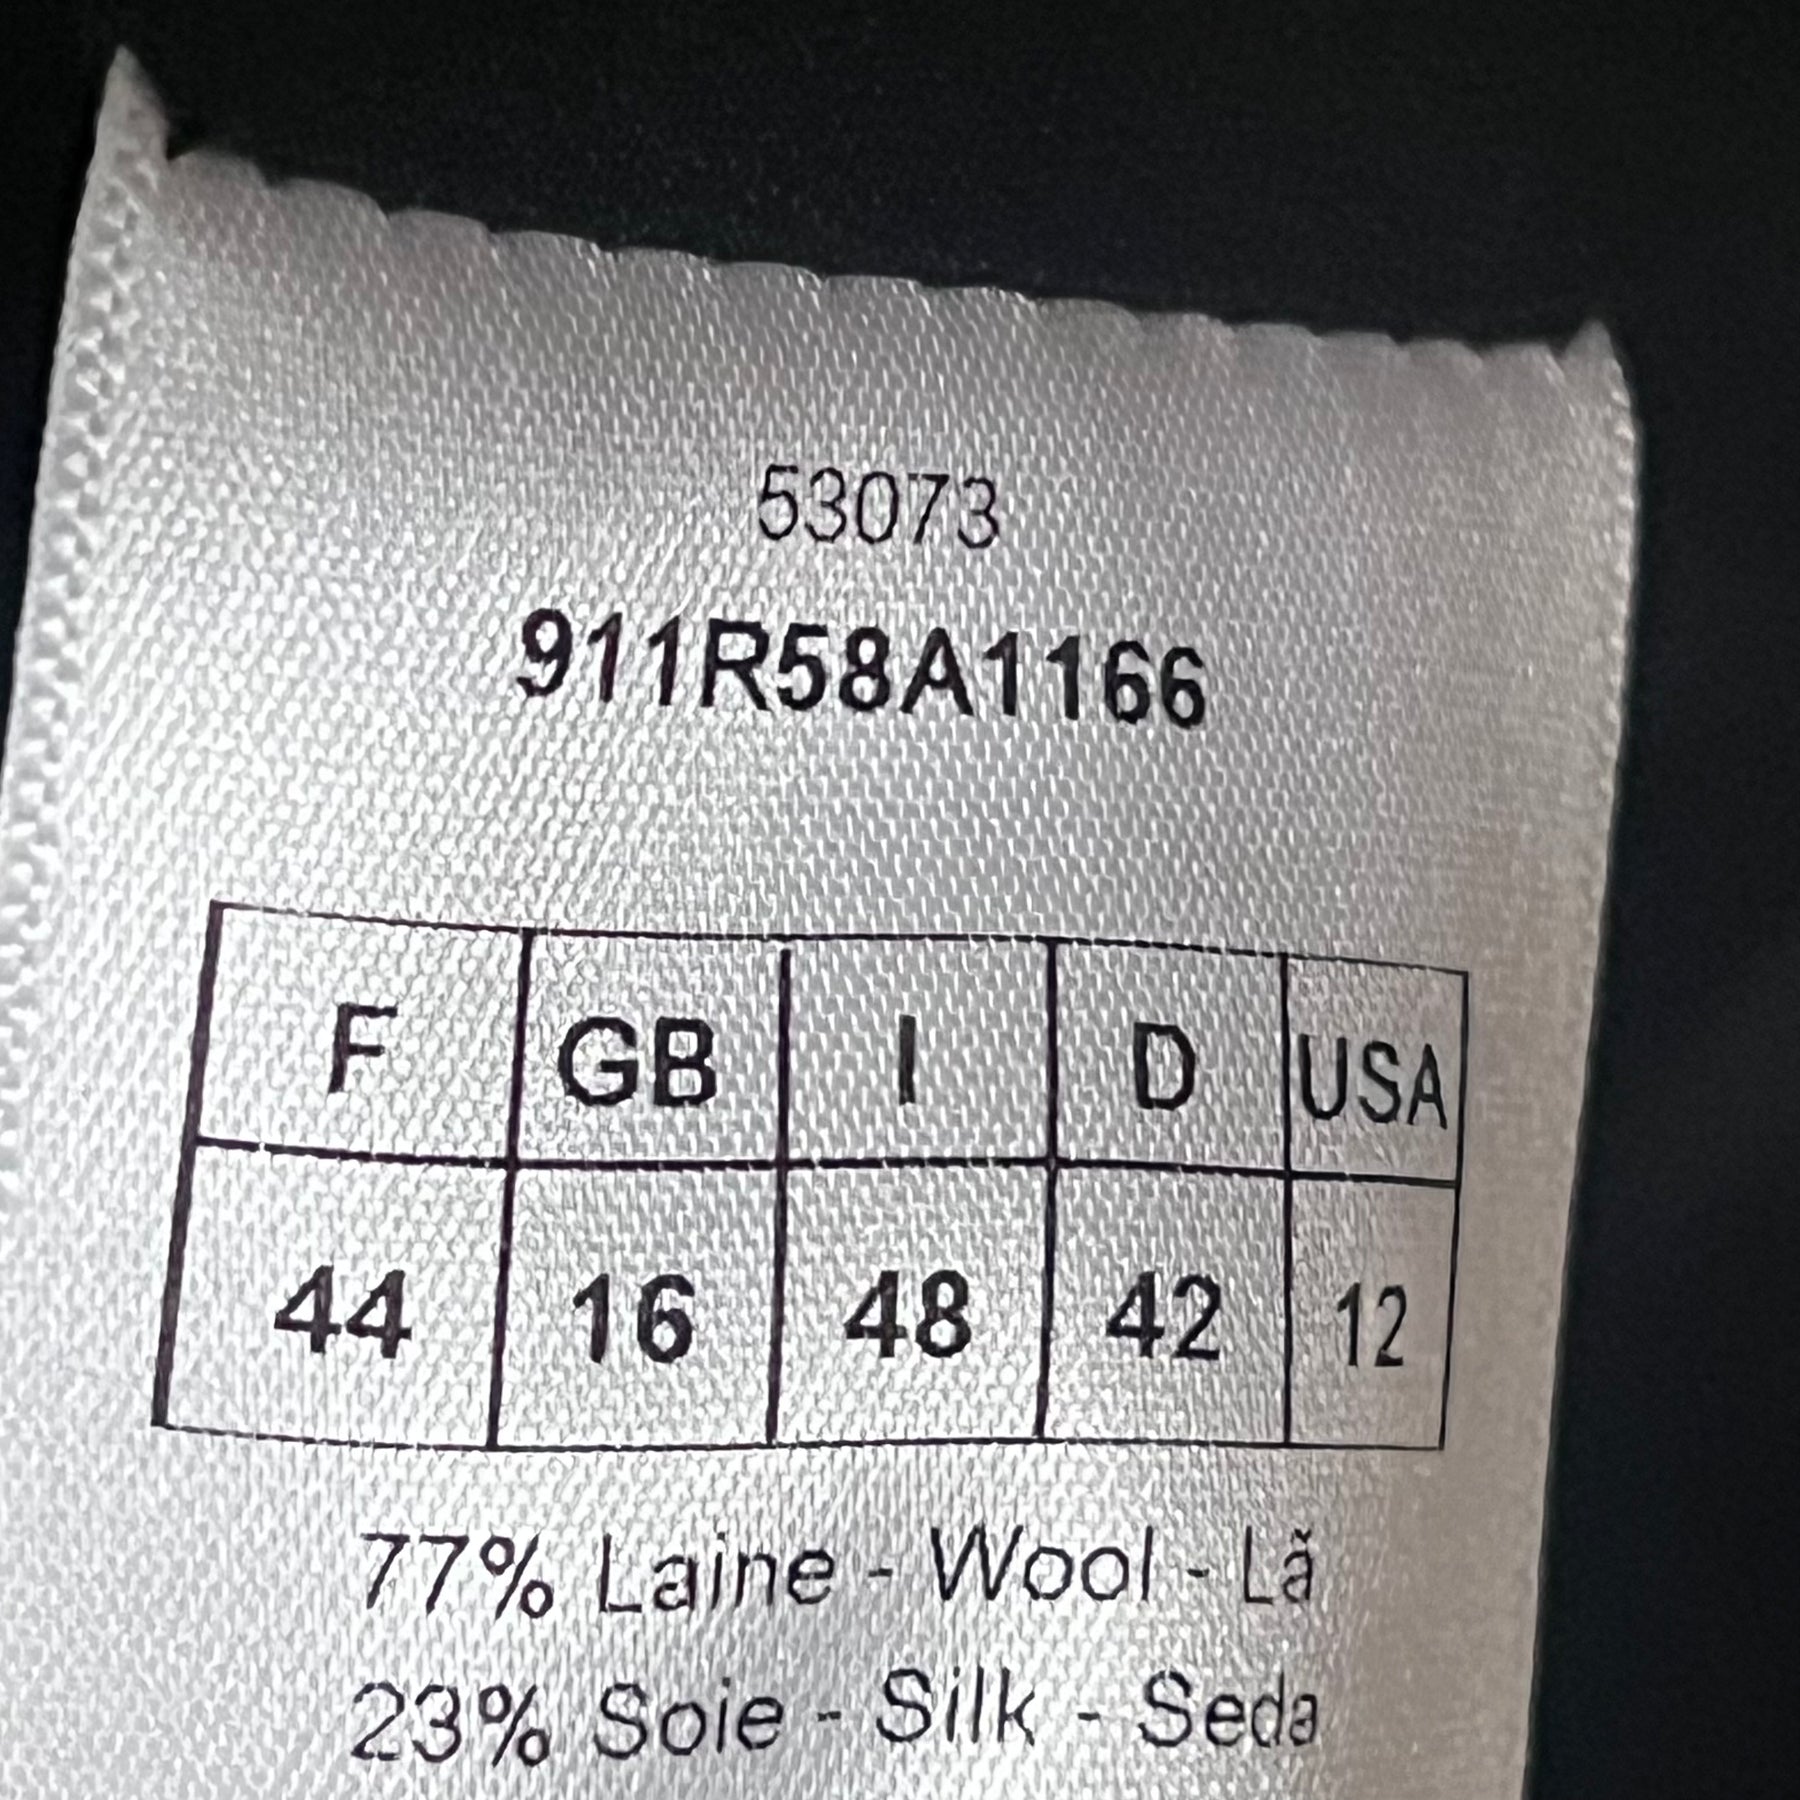 53073
911R58A1166
F GB I D USA
44 16 48 42 12
77% Laine - Wool - Lã
23% Soie - Silk - Seda